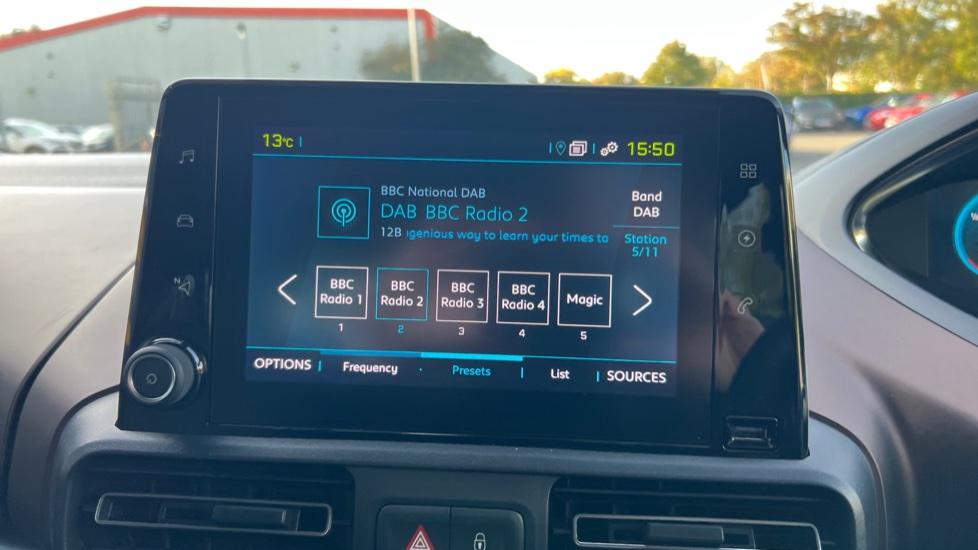 13°C
15:50
BBC National DAB
DAB BBC Radio 2
12B igenious way to learn your times ta
Band
DAB
Station
5/11
BBC
Radio 1
BBC
Radio 2
BBC
Radio 3
BBC
Radio 4
Magic
1
2
3
4
5
OPTIONS
Frequency
Presets
List
SOURCES
N